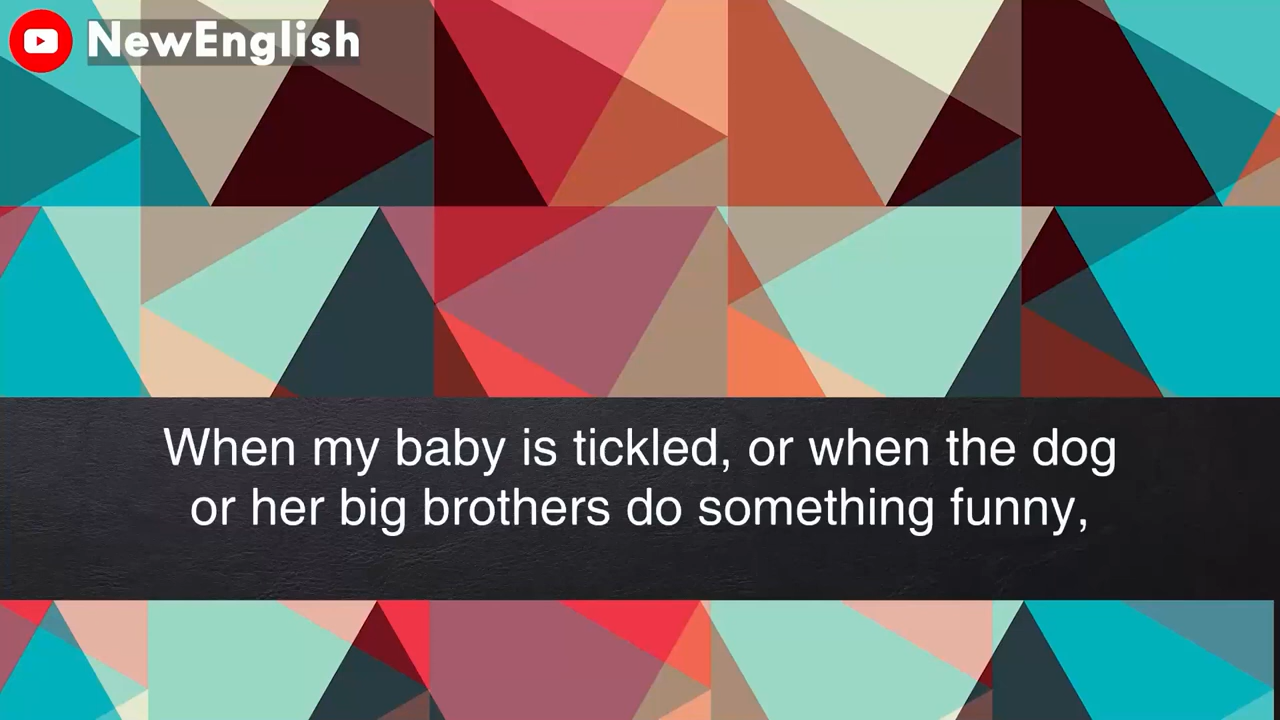 NewEnglish
When my baby is tickled, or when the dog
or her big brothers do something funny,